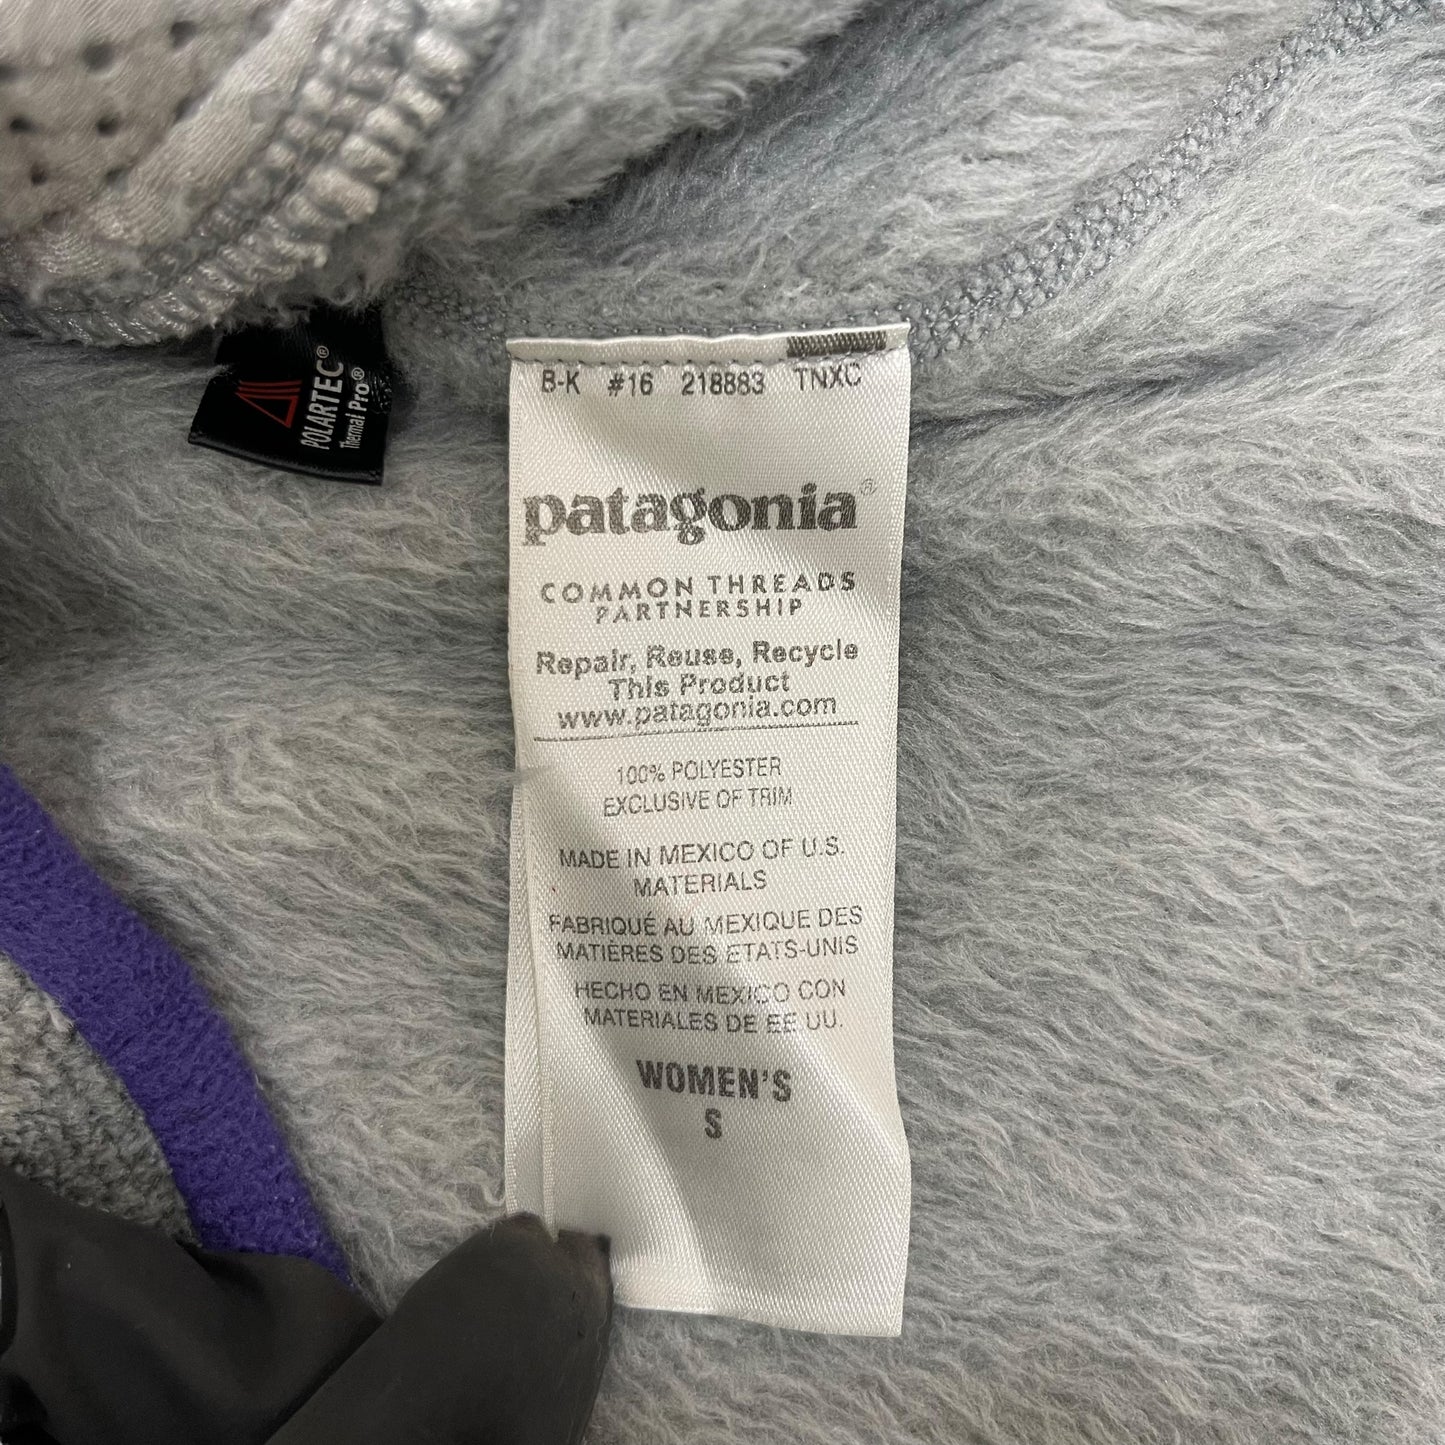 POLARTEC®
Thermal Pro®
B-K #16 218883 TNXC
patagonia®
COMMON THREADS
PARTNERSHIP
Repair, Reuse, Recycle
This Product
www.patagonia.com
100% POLYESTER
EXCLUSIVE OF TRIM
MADE IN MEXICO OF U.S.
MATERIALS
FABRIQUÉ AU MEXIQUE DES
MATIÈRES DES ETATS-UNIS
HECHO EN MEXICO CON
MATERIALES DE EE UU.
WOMEN'S
S